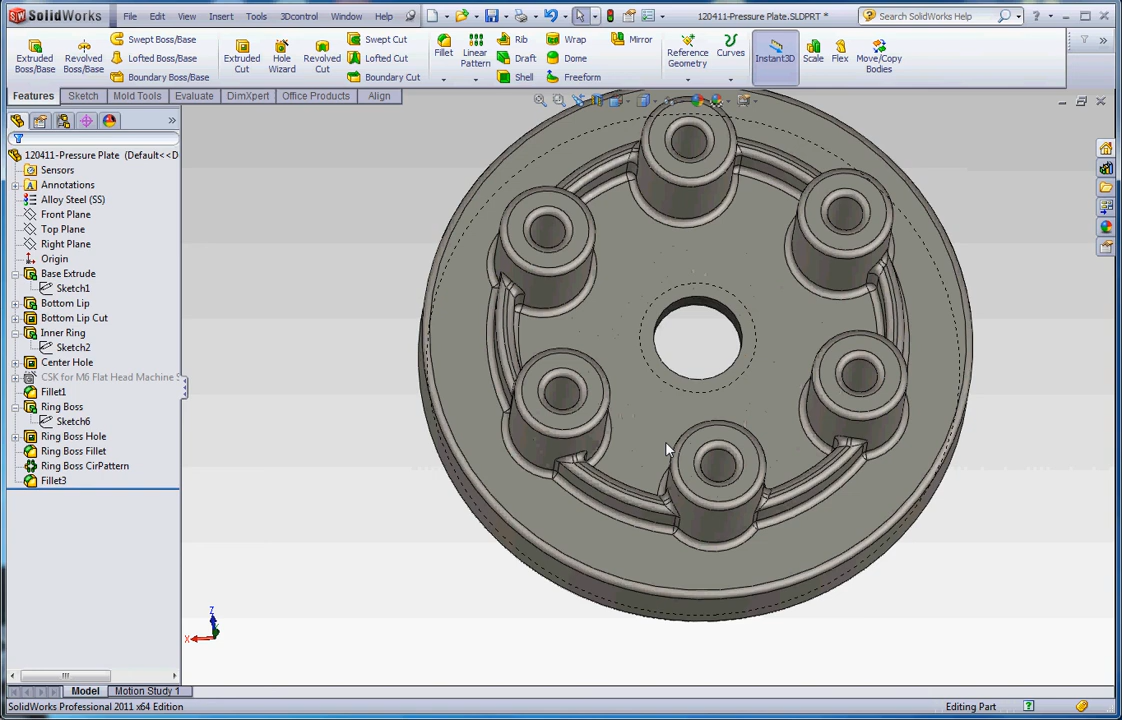 SolidWorks File Edit View Insert Tools 3Dcontrol Window Help 120411-Pressure Plate.SLDPRT * Search SolidWorks Help
Extruded Boss/Base
Revolved Boss/Base
Swept Boss/Base
Lofted Boss/Base
Boundary Boss/Base
Extruded Cut
Hole Wizard
Revolved Cut
Swept Cut
Lofted Cut
Boundary Cut
Fillet
Linear Pattern
Rib
Draft
Shell
Wrap
Dome
Freeform
Mirror
Reference Geometry
Curves
Instant3D
Scale
Flex
Move/Copy Bodies
Features Sketch Mold Tools Evaluate DimXpert Office Products Align
120411-Pressure Plate (Default<<D
Sensors
Annotations
Alloy Steel (SS)
Front Plane
Top Plane
Right Plane
Origin
Base Extrude
Sketch1
Bottom Lip
Bottom Lip Cut
Inner Ring
Sketch2
Center Hole
CSK for M6 Flat Head Machine S
Fillet1
Ring Boss
Sketch6
Ring Boss Hole
Ring Boss Fillet
Ring Boss CirPattern
Fillet3
Z
X
Model Motion Study 1
SolidWorks Professional 2011 x64 Edition Editing Part